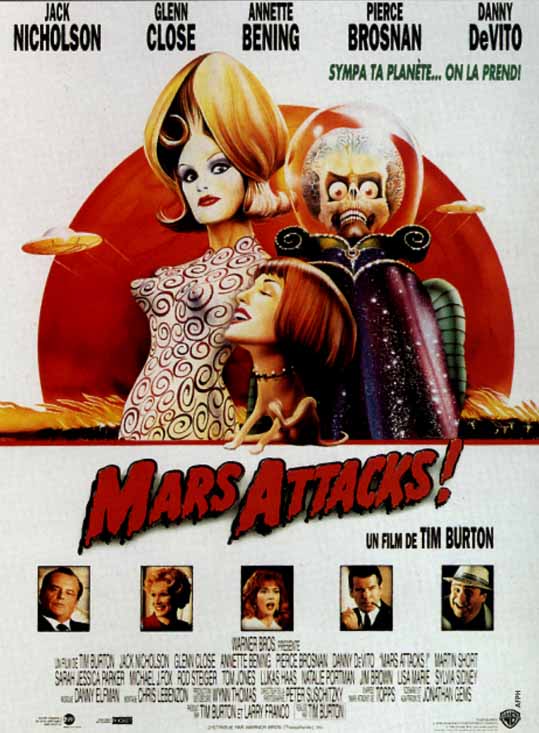 JACK NICHOLSON
GLENN CLOSE
ANNETTE BENING
PIERCE BROSNAN
DANNY DeVITO
SYMPA TA PLANÈTE... ON LA PREND!
MARS ATTACKS!
UN FILM DE TIM BURTON
WARNER BROS. PRÉSENTE
UN FILM DE TIM BURTON JACK NICHOLSON GLENN CLOSE ANNETTE BENING PIERCE BROSNAN DANNY DeVITO "MARS ATTACKS!" MARTIN SHORT
SARAH JESSICA PARKER MICHAEL J.FOX ROD STEIGER TOM JONES LUKAS HAAS NATALIE PORTMAN JIM BROWN LISA MARIE SYLVIA SIDNEY
MUSIQUE DANNY ELFMAN MONTAGE CHRIS LEBENZON WYNN THOMAS PETER SUSCHITZKY TOPPS JONATHAN GEMS
TIM BURTON ET LARRY FRANCO TIM BURTON
AFPH